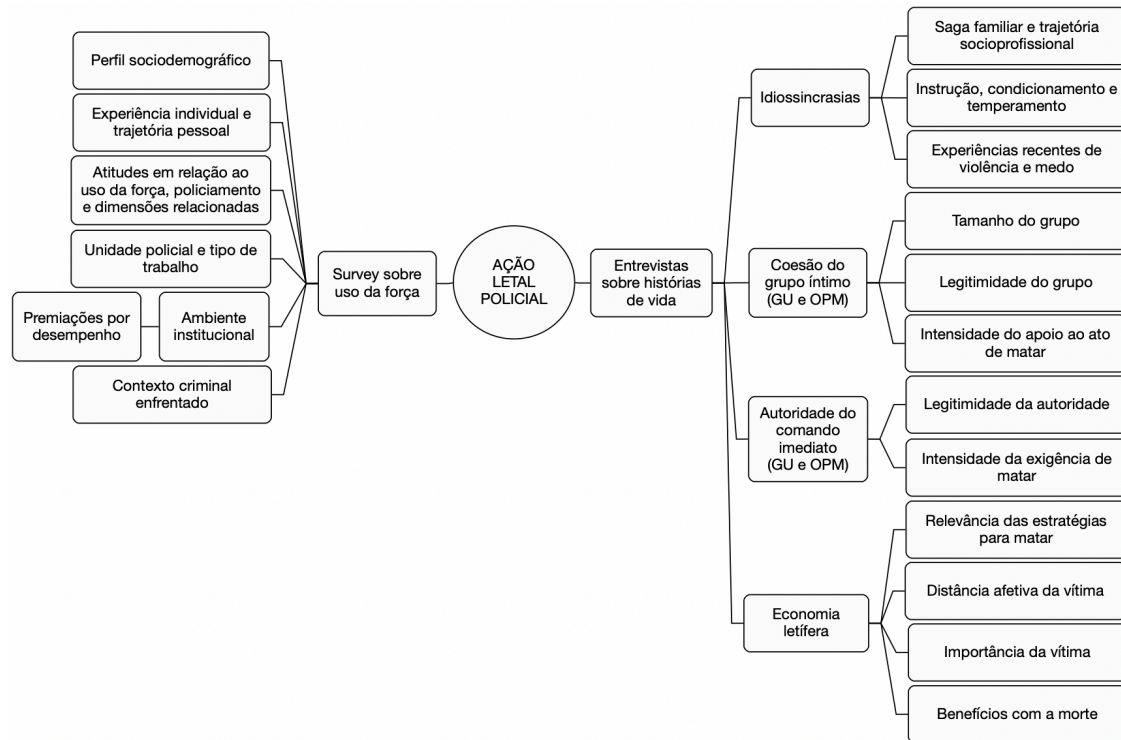 Perfil sociodemográfico
Experiência individual e
trajetória pessoal
Atitudes em relação ao
uso da força, policiamento
e dimensões relacionadas
Unidade policial e tipo de
trabalho
Premiações por
desempenho
Ambiente
institucional
Contexto criminal
enfrentado
Survey sobre
uso da força
AÇÃO
LETAL
POLICIAL
Entrevistas
sobre histórias
de vida
Idiossincrasias
Saga familiar e trajetória
socioprofissional
Instrução, condicionamento e
temperamento
Experiências recentes de
violência e medo
Coesão do
grupo íntimo
(GU e OPM)
Tamanho do grupo
Legitimidade do grupo
Intensidade do apoio ao ato
de matar
Autoridade do
comando
imediato
(GU e OPM)
Legitimidade da autoridade
Intensidade da exigência de
matar
Economia
letífera
Relevância das estratégias
para matar
Distância afetiva da vítima
Importância da vítima
Benefícios com a morte